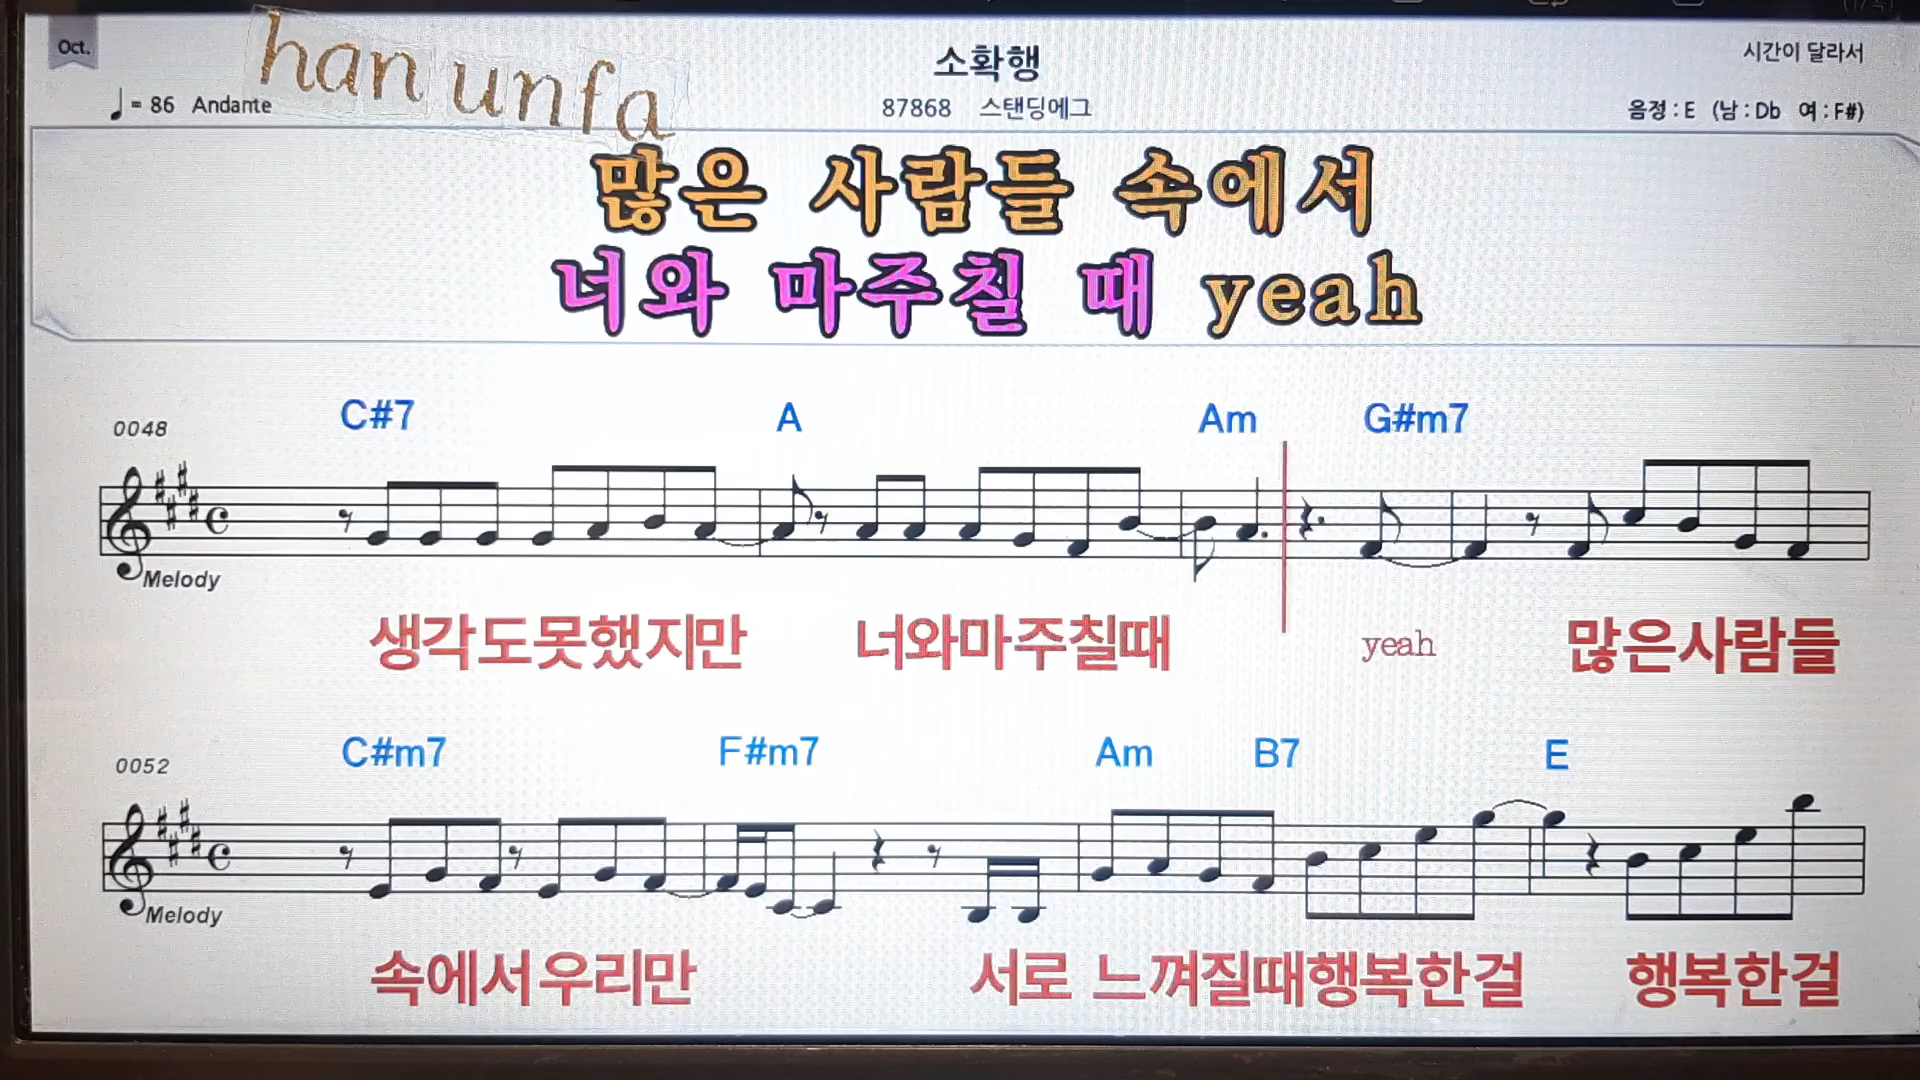 Oct.
han unfa
소확행
시간이 달라서
♩= 86 Andante
87868 스탠딩에그
음정 : E (남 : Db 여 : F#)
많은 사람들 속에서
너와 마주칠 때 yeah
C#7 A Am G#m7
0048
Melody
생각도못했지만 너와마주칠때 yeah 많은사람들
C#m7 F#m7 Am B7 E
0052
Melody
속에서우리만 서로 느껴질때행복한걸 행복한걸